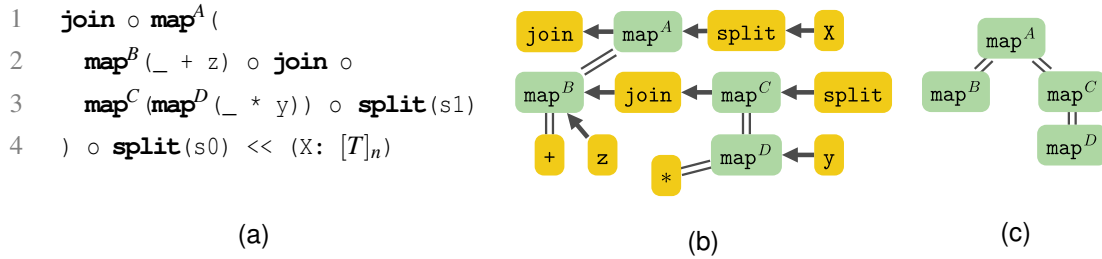 1 join ○ map^A(
2 map^B(_ + z) ○ join ○
3 map^C(map^D(_ * y)) ○ split(s1)
4 ) ○ split(s0) << (X: [T]ₙ)
(a)
join map^A split X
map^B join map^C split
+ z * map^D y
(b)
map^A
map^B map^C
map^D
(c)